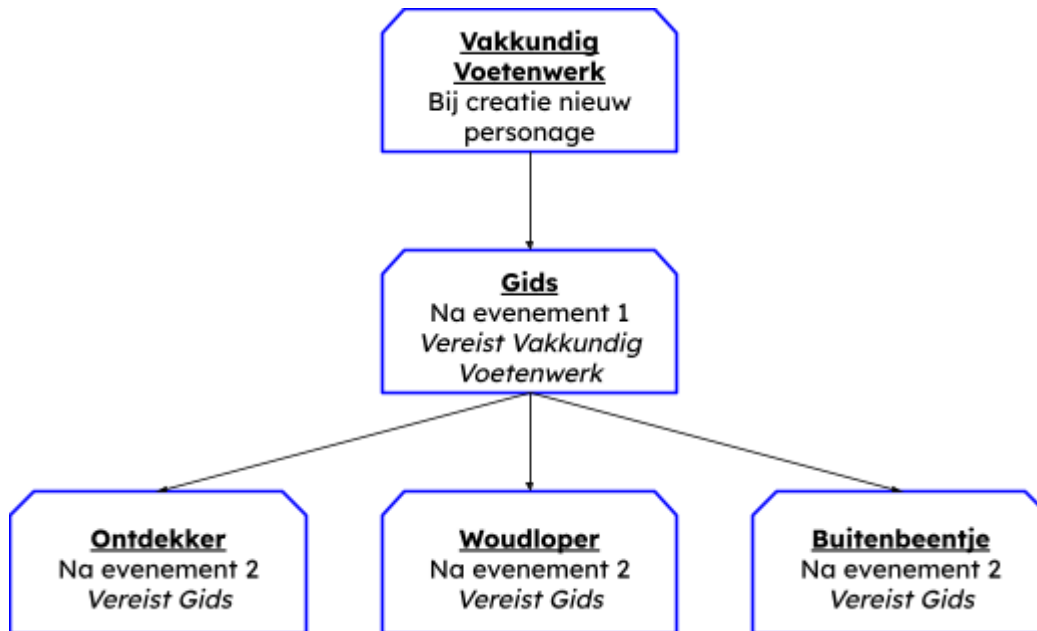 Vakkundig
Voetenwerk
Bij creatie nieuw
personage
Gids
Na evenement 1
Vereist Vakkundig
Voetenwerk
Ontdekker
Na evenement 2
Vereist Gids
Woudloper
Na evenement 2
Vereist Gids
Buitenbeentje
Na evenement 2
Vereist Gids